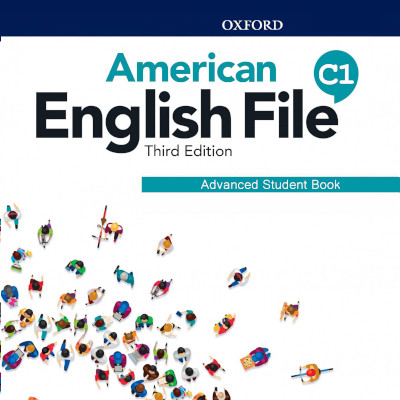 OXFORD
American
C1
English File
Third Edition
Advanced Student Book